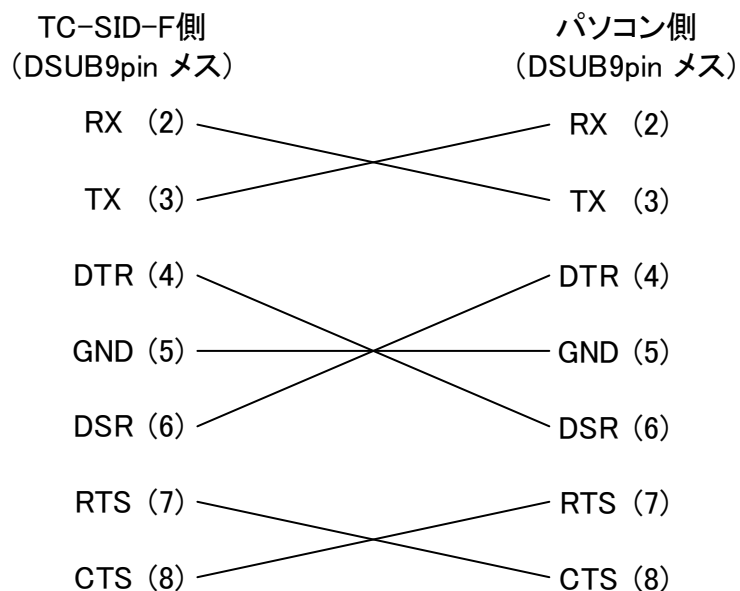 TC-SID-F側 パソコン側
（DSUB9pin メス） （DSUB9pin メス）
RX （2） RX （2）
TX （3） TX （3）
DTR （4） DTR （4）
GND （5） GND （5）
DSR （6） DSR （6）
RTS （7） RTS （7）
CTS （8） CTS （8）